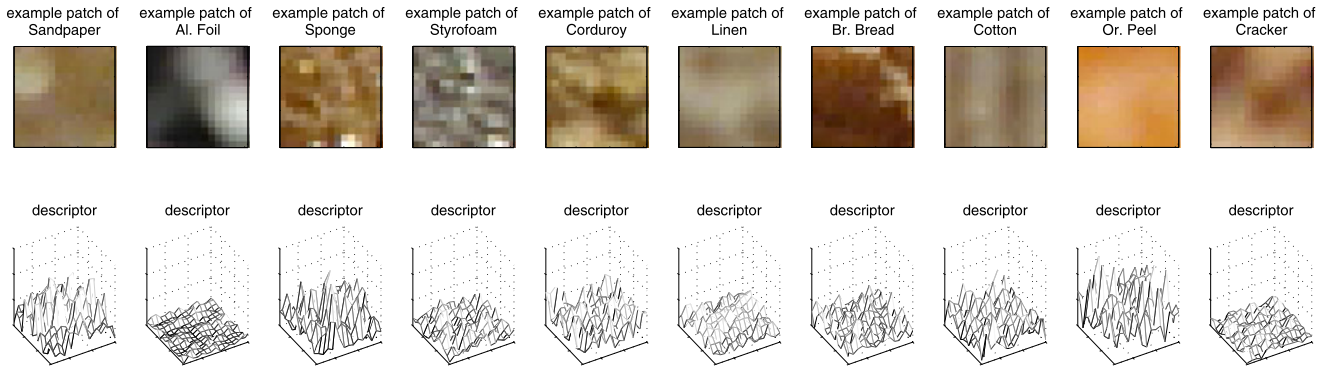 example patch of
Sandpaper
example patch of
Al. Foil
example patch of
Sponge
example patch of
Styrofoam
example patch of
Corduroy
example patch of
Linen
example patch of
Br. Bread
example patch of
Cotton
example patch of
Or. Peel
example patch of
Cracker
descriptor
descriptor
descriptor
descriptor
descriptor
descriptor
descriptor
descriptor
descriptor
descriptor